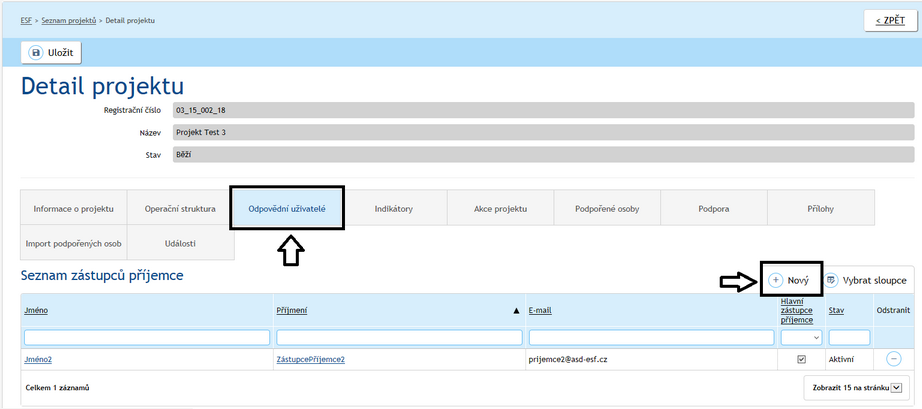 ESF > Seznam projektů > Detail projektu
< ZPĚT
Uložit
Detail projektu
Registrační číslo 03_15_002_18
Název Projekt Test 3
Stav Běží
Informace o projektu Operační struktura Odpovědní uživatelé Indikátory Akce projektu Podpořené osoby Podpora Přílohy
Import podpořených osob Události
Seznam zástupců příjemce
Nový Vybrat sloupce
Jméno Příjmení ▲ E-mail Hlavní zástupce příjemce Stav Odstranit
Jméno2 ZástupcePříjemce2 prijemce2@asd-esf.cz Aktivní
Celkem 1 záznamů
Zobrazit 15 na stránku